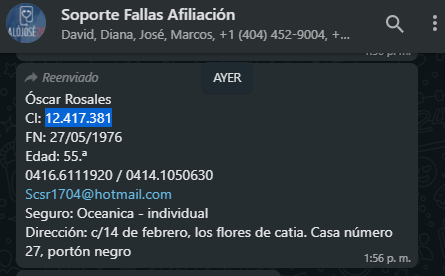 Soporte Fallas Afiliación
David, Diana, José, Marcos, +1 (404) 452-9004, +...
ALÓJOSÉ
Reenviado
AYER
Óscar Rosales
CI: 12.417.381
FN: 27/05/1976
Edad: 55.ª
0416.6111920 / 0414.1050630
Scsr1704@hotmail.com
Seguro: Oceanica - individual
Dirección: c/14 de febrero, los flores de catia. Casa número
27, portón negro
1:56 p. m.